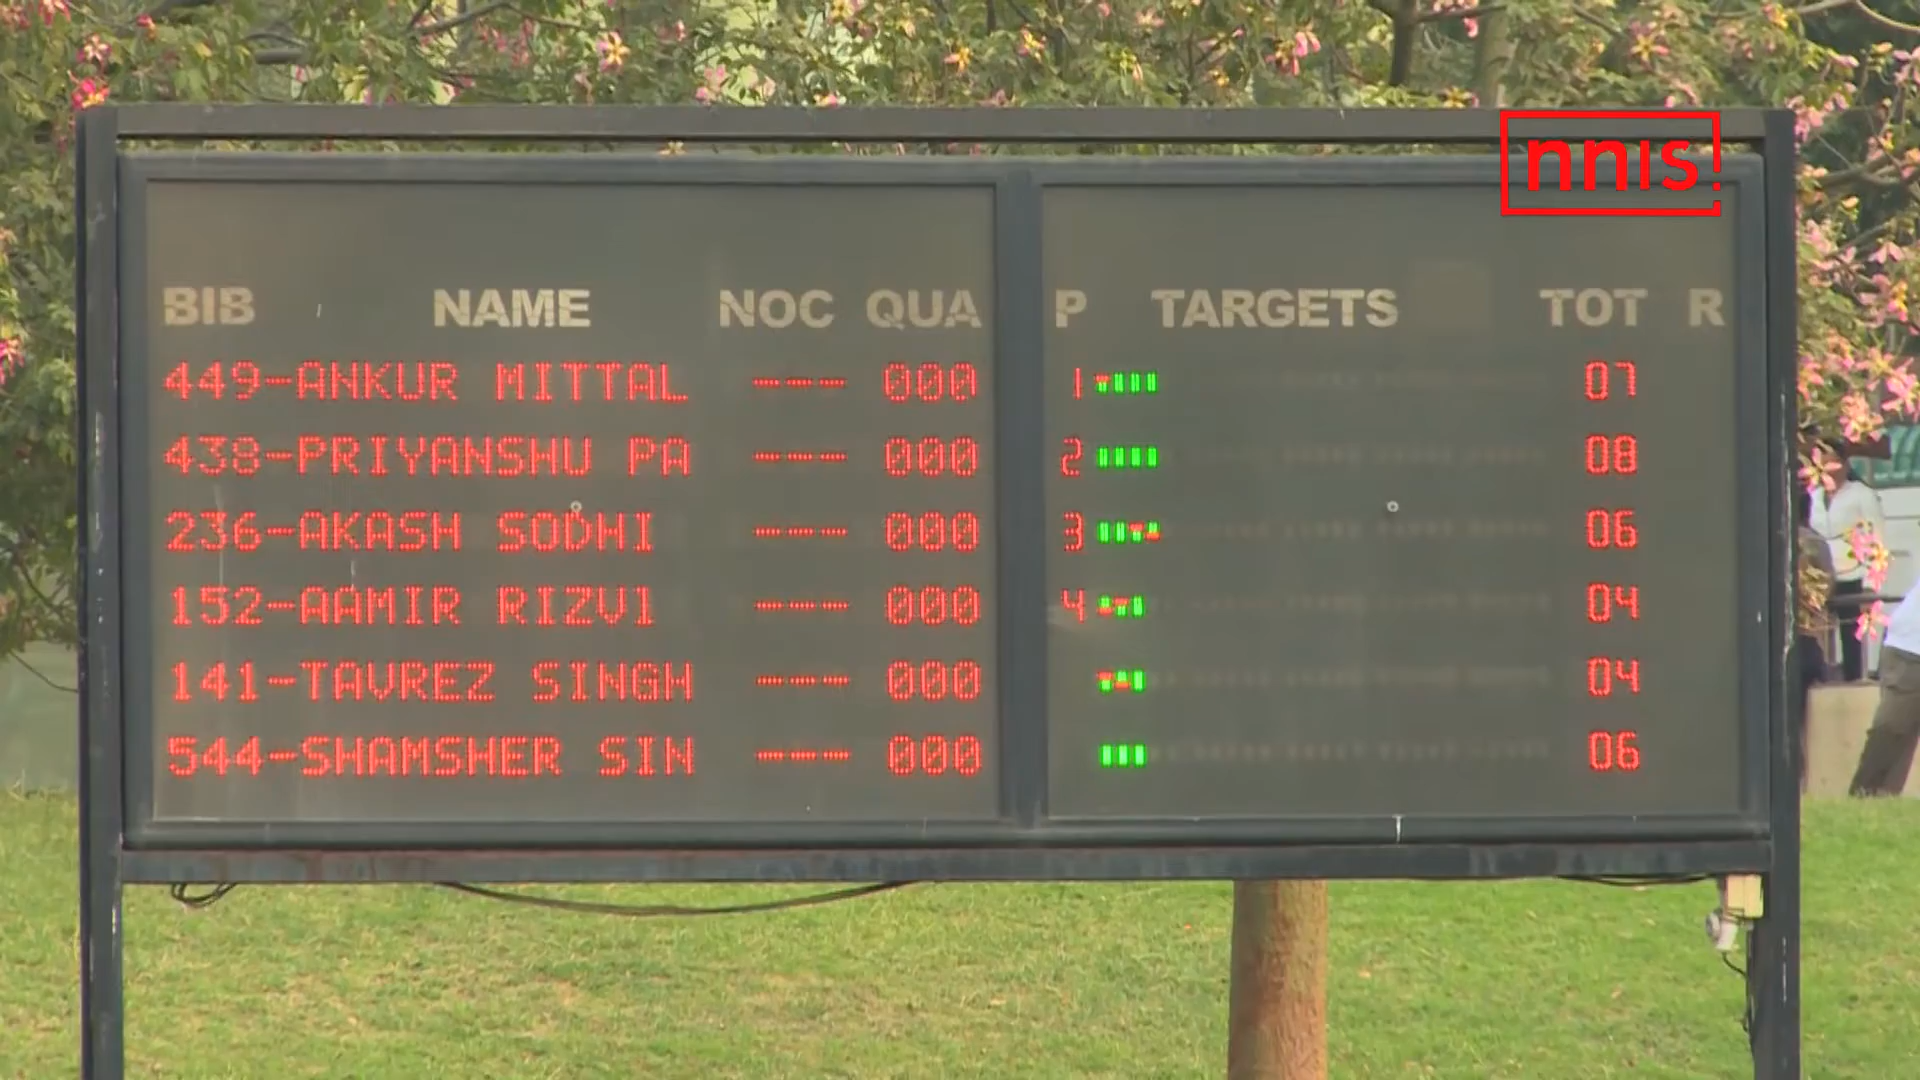 nnis!
BIB NAME NOC QUA P TARGETS TOT R
449-ANKUR MITTAL --- 000 1 07
438-PRIYANSHU PA --- 000 2 08
236-AKASH SODHI --- 000 3 06
152-AAMIR RIZVI --- 000 4 04
141-TAVREZ SINGH --- 000 04
544-SHAMSHER SIN --- 000 06